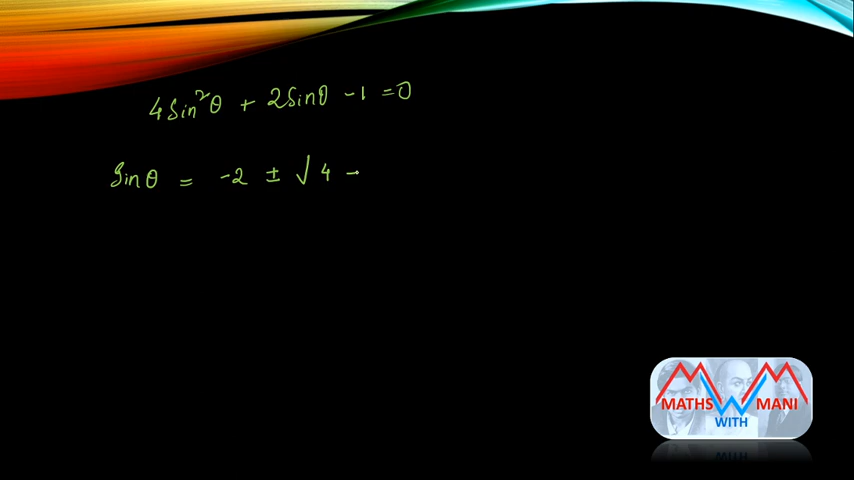 4Sin²θ + 2Sinθ -1 =0
Sinθ = -2 ± √4 -
MATHS WITH MANI